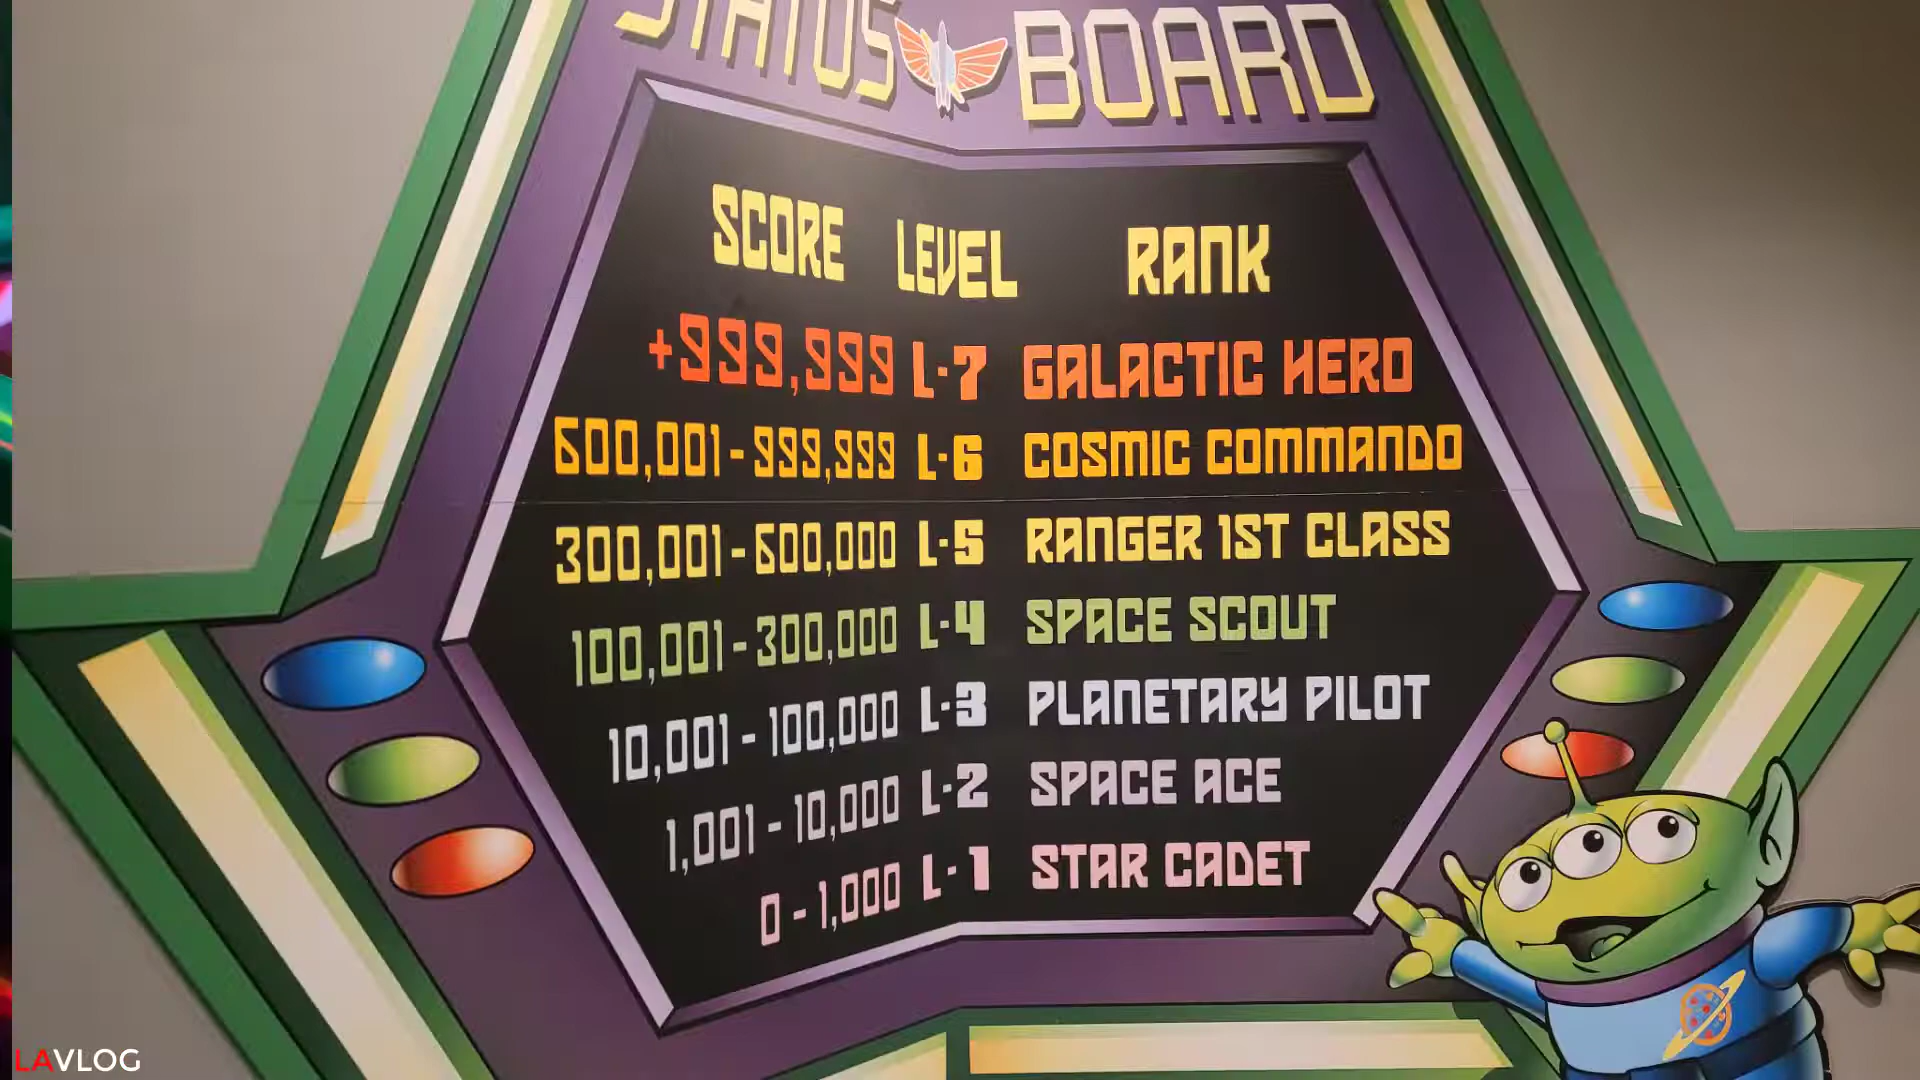 STATUS BOARD
SCORE LEVEL RANK
+999,999 L-7 GALACTIC HERO
600,001-999,999 L-6 COSMIC COMMANDO
300,001-600,000 L-5 RANGER 1ST CLASS
100,001-300,000 L-4 SPACE SCOUT
10,001-100,000 L-3 PLANETARY PILOT
1,001-10,000 L-2 SPACE ACE
0-1,000 L-1 STAR CADET
LAVLOG